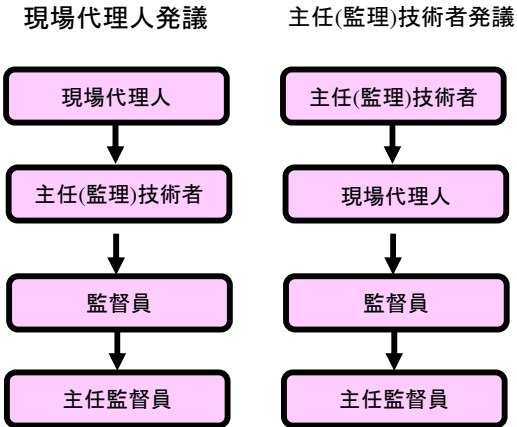 現場代理人発議
現場代理人
主任(監理)技術者
監督員
主任監督員
主任(監理)技術者発議
主任(監理)技術者
現場代理人
監督員
主任監督員